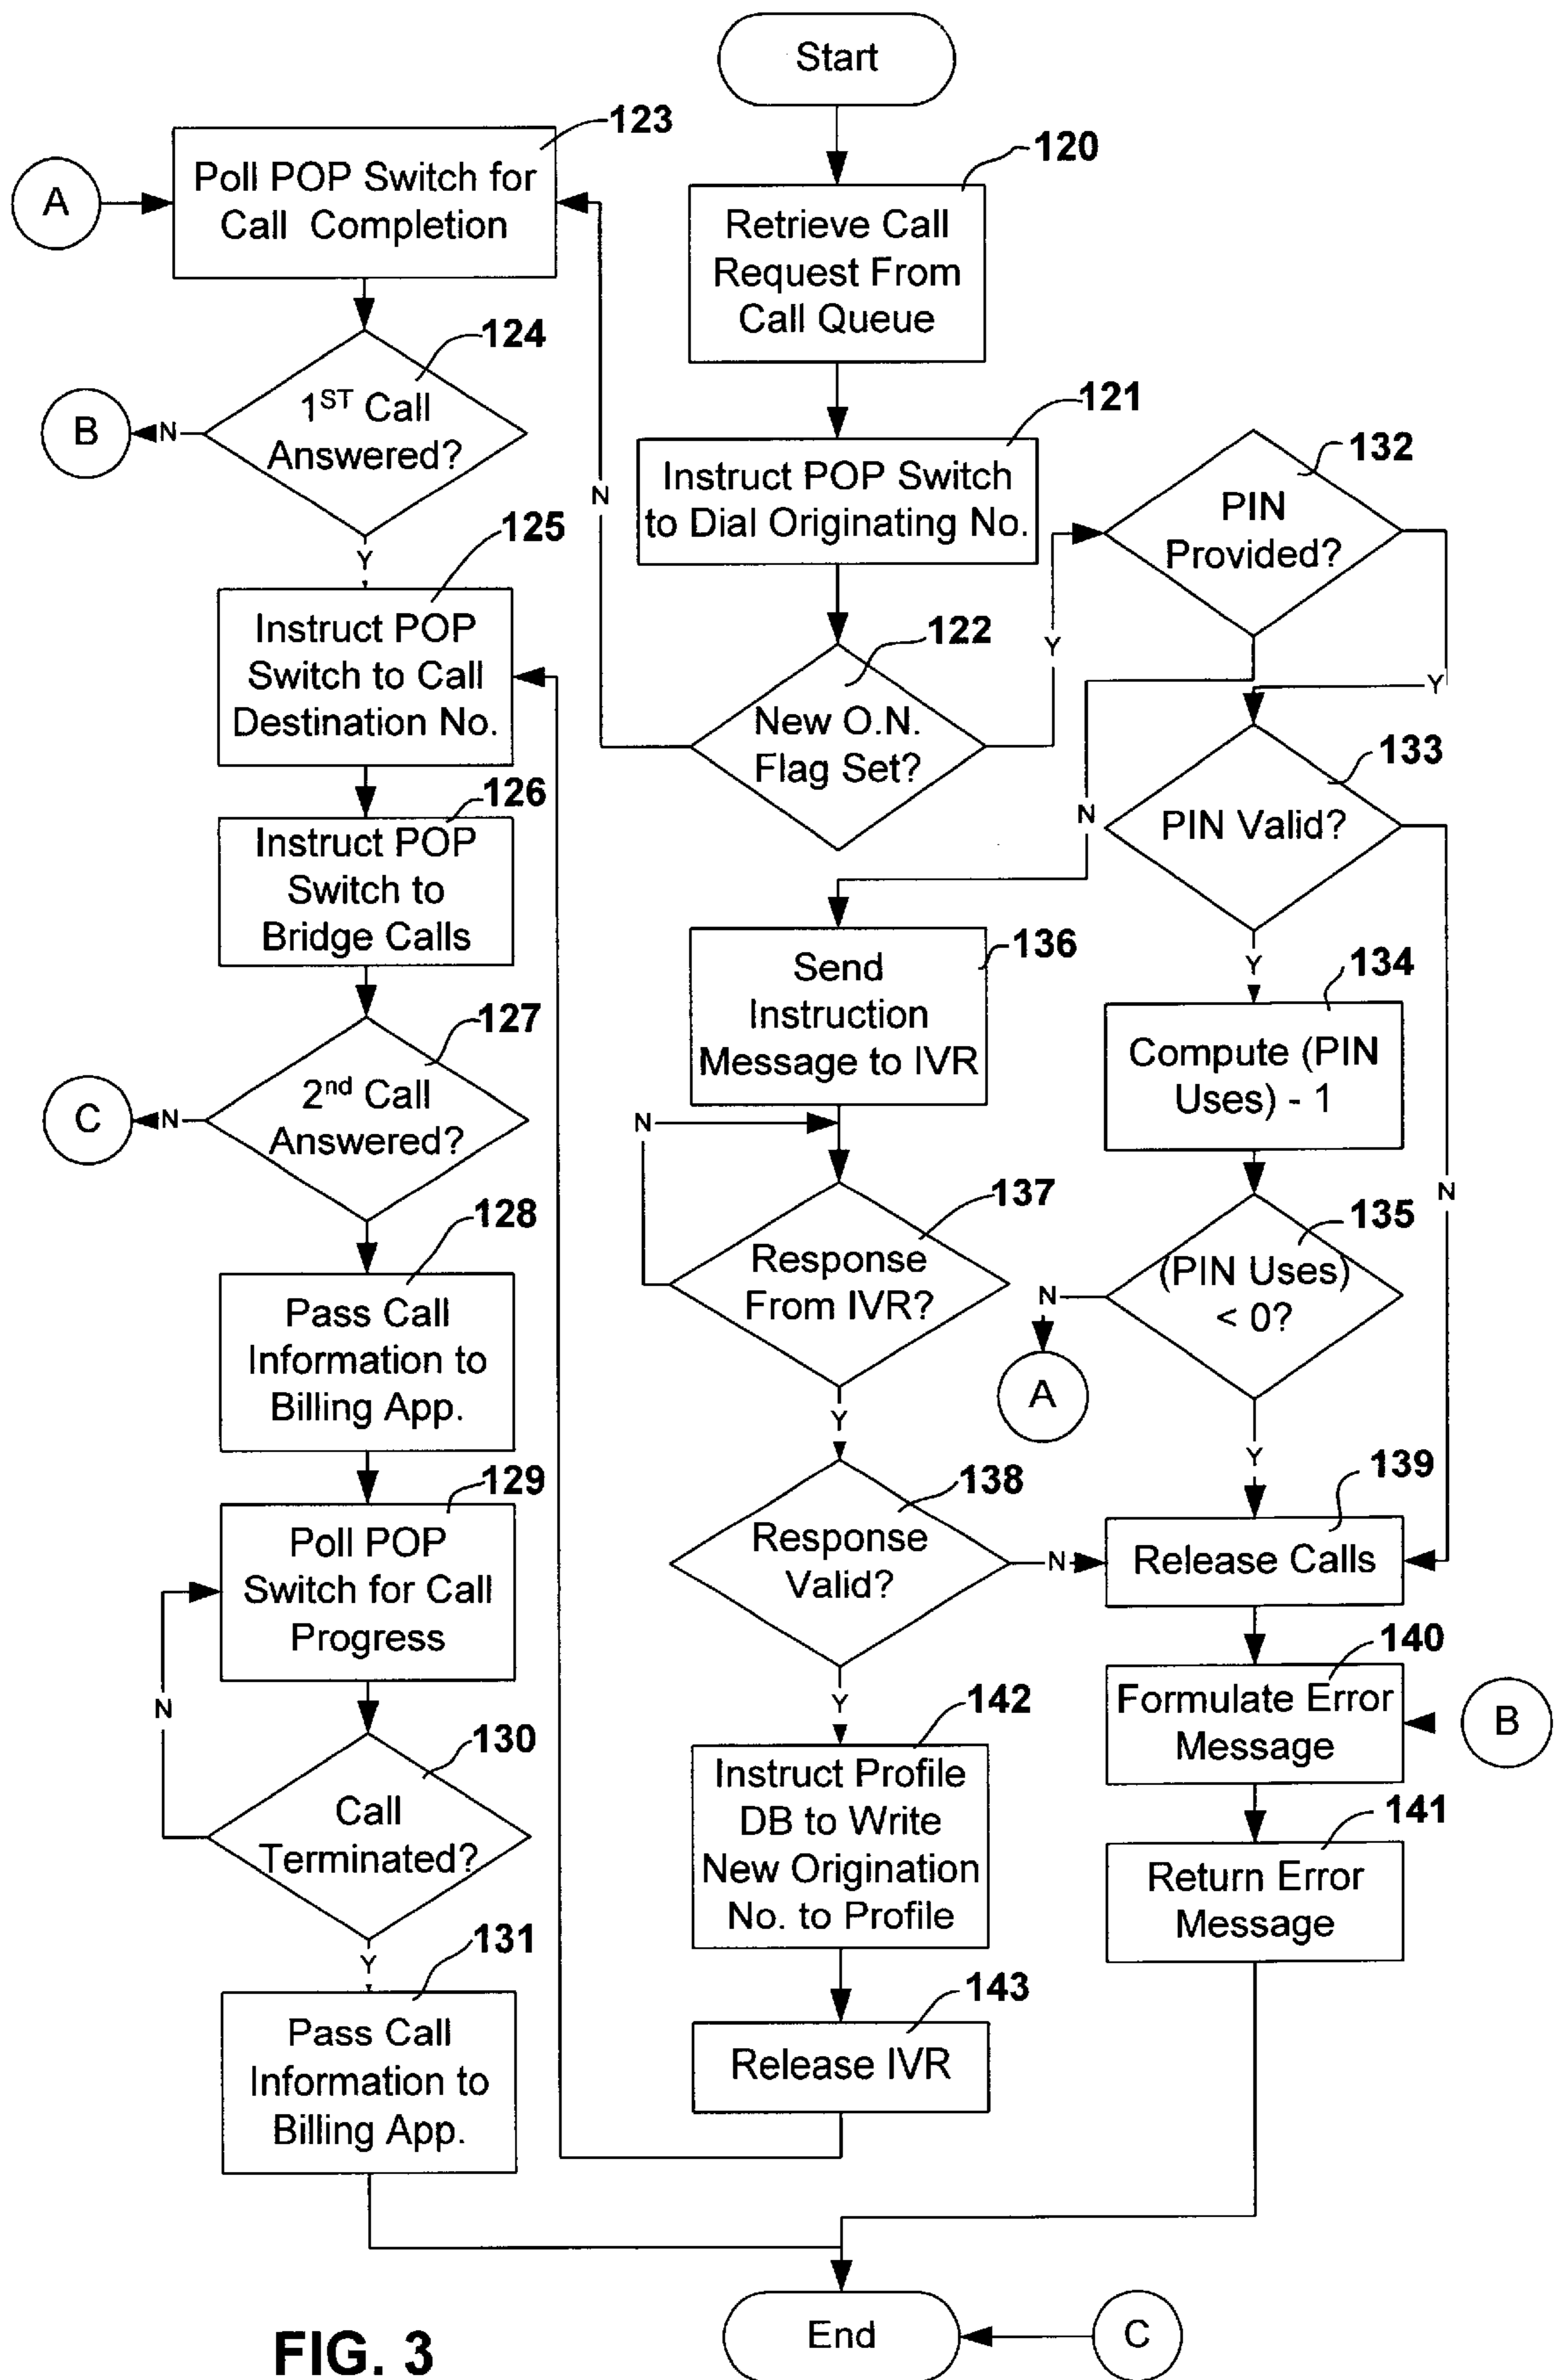 Start
120
Retrieve Call
Request From
Call Queue
121
Instruct POP Switch
to Dial Originating No.
122
New O.N.
Flag Set?
N
Y
A
123
Poll POP Switch for
Call Completion
124
1ST Call
Answered?
N
B
Y
125
Instruct POP
Switch to Call
Destination No.
126
Instruct POP
Switch to
Bridge Calls
127
2nd Call
Answered?
N
C
128
Pass Call
Information to
Billing App.
129
Poll POP
Switch for Call
Progress
N
130
Call
Terminated?
Y
131
Pass Call
Information to
Billing App.
132
PIN
Provided?
Y
N
133
PIN Valid?
Y
N
134
Compute (PIN
Uses) - 1
135
(PIN Uses)
< 0?
N
A
Y
136
Send
Instruction
Message to IVR
N
137
Response
From IVR?
Y
138
Response
Valid?
N
Y
139
Release Calls
140
Formulate Error
Message
B
141
Return Error
Message
142
Instruct Profile
DB to Write
New Origination
No. to Profile
143
Release IVR
End
C
FIG. 3